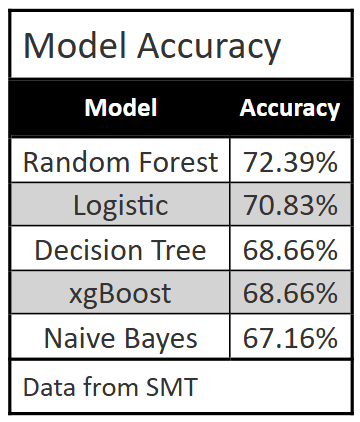 Model Accuracy
Model Accuracy
Random Forest 72.39%
Logistic 70.83%
Decision Tree 68.66%
xgBoost 68.66%
Naive Bayes 67.16%
Data from SMT